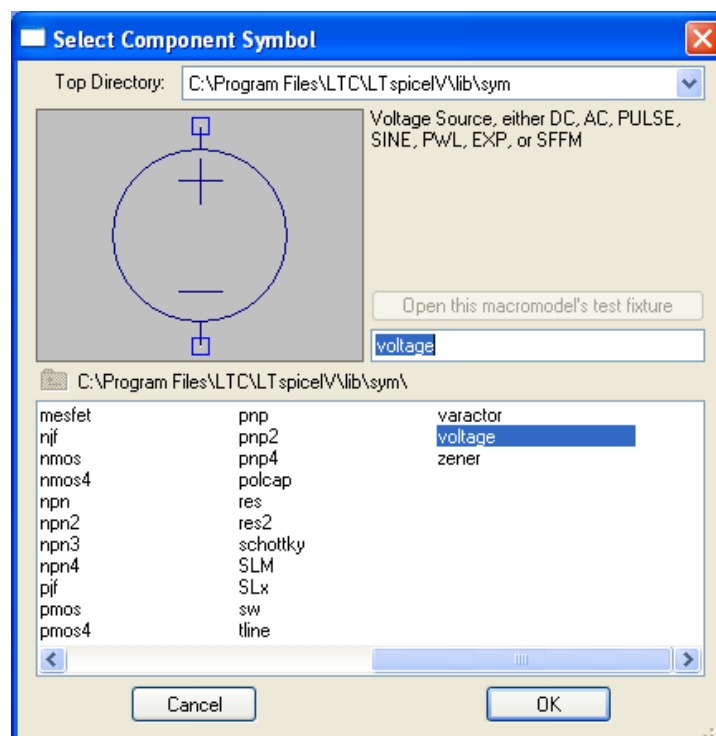 Select Component Symbol
Top Directory: C:\Program Files\LTC\LTspiceIV\lib\sym
Voltage Source, either DC, AC, PULSE,
SINE, PWL, EXP, or SFFM
Open this macromodel's test fixture
voltage
C:\Program Files\LTC\LTspiceIV\lib\sym\
mesfet pnp varactor
njf pnp2 voltage
nmos pnp4 zener
nmos4 polcap
npn res
npn2 res2
npn3 schottky
npn4 SLM
pjf SLx
pmos sw
pmos4 tline
Cancel OK